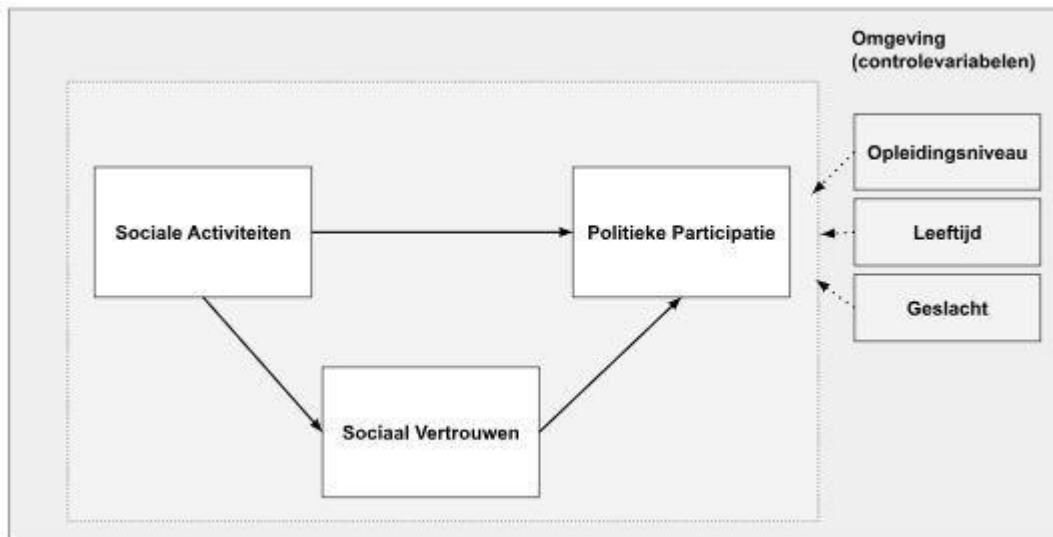 Omgeving
(controlevariabelen)
Opleidingsniveau
Sociale Activiteiten
Politieke Participatie
Leeftijd
Geslacht
Sociaal Vertrouwen